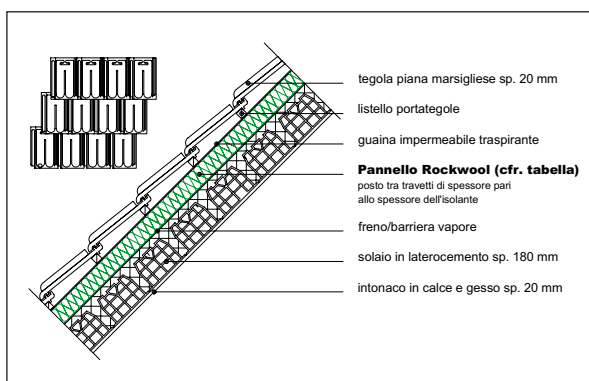 tegola piana marsigliese sp. 20 mm
listello portategole
guaina impermeabile traspirante
Pannello Rockwool (cfr. tabella)
posto tra travetti di spessore pari
allo spessore dell'isolante
freno/barriera vapore
solaio in laterocemento sp. 180 mm
intonaco in calce e gesso sp. 20 mm